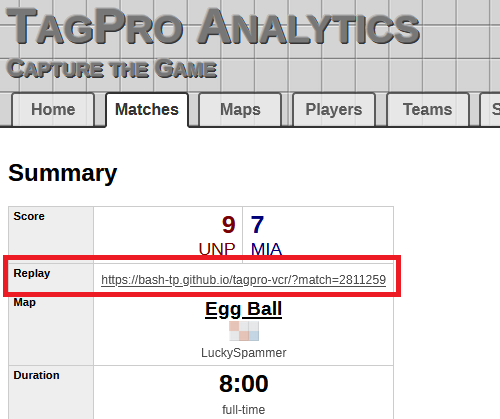 TAGPRO ANALYTICS
CAPTURE THE GAME
Home Matches Maps Players Teams S
Summary
Score 9 7
UNP MIA
Replay https://bash-tp.github.io/tagpro-vcr/?match=2811259
Map Egg Ball
LuckySpammer
Duration 8:00
full-time